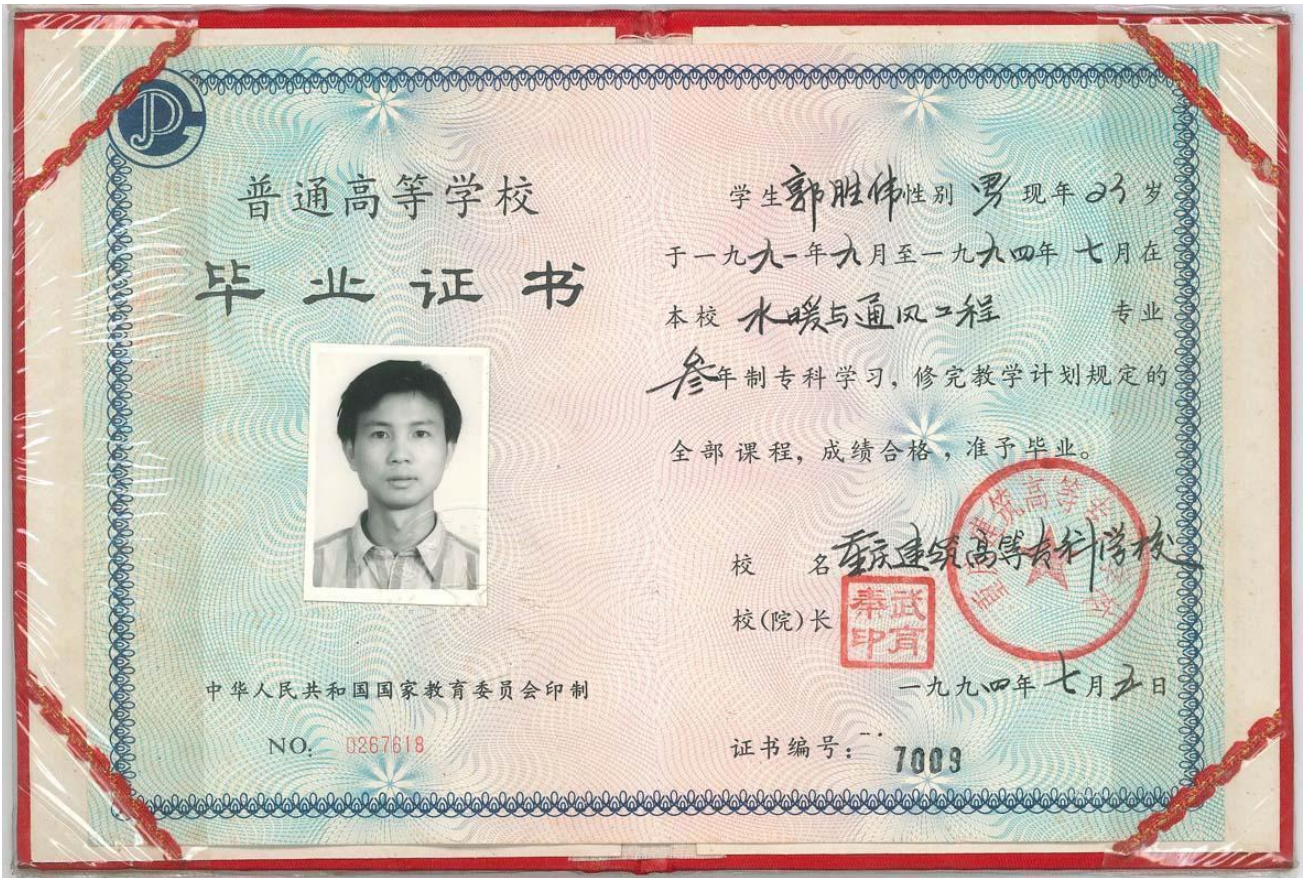 普通高等学校
毕业证书
中华人民共和国国家教育委员会印制
NO. 0267618
学生郭胜伟性别 男 现年23岁
于一九九一年九月至一九九四年 七月在
本校 水暖与通风工程 专业
叁年制专科学习，修完教学计划规定的
全部课程，成绩合格，准予毕业。
校 名 重庆建筑高等专科学校
校(院)长
一九九四年七月五日
证书编号： 7009